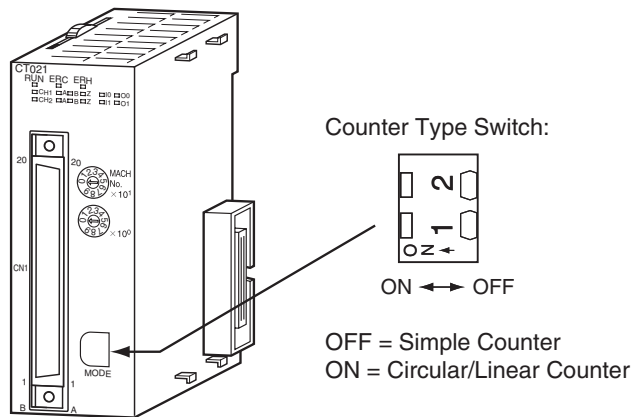 CT021
RUN ERC ERH
CH1 A B Z I0 O0
CH2 A B Z I1 O1
20 20
MACH
No.
×10¹
×10⁰
CN1
MODE
1 1
B A
Counter Type Switch:
2
1
ON
ON OFF
OFF = Simple Counter
ON = Circular/Linear Counter